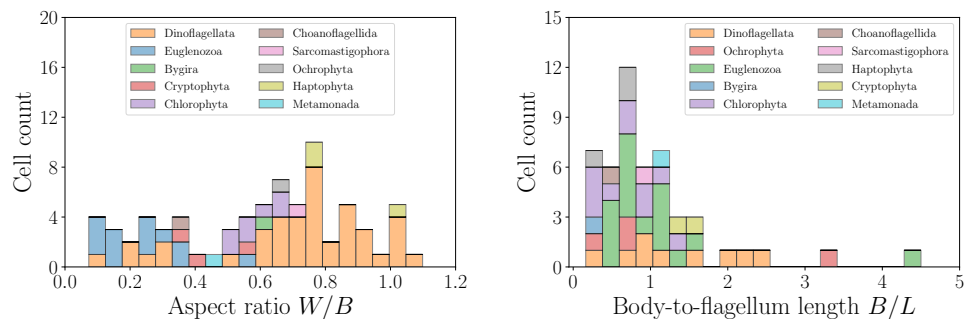 20
16
12
8
4
0
Cell count
Dinoflagellata
Euglenozoa
Bygira
Cryptophyta
Chlorophyta
Choanoflagellida
Sarcomastigophora
Ochrophyta
Haptophyta
Metamonada
0.0 0.2 0.4 0.6 0.8 1.0 1.2
Aspect ratio W/B
15
12
9
6
3
0
Cell count
Dinoflagellata
Ochrophyta
Euglenozoa
Bygira
Chlorophyta
Choanoflagellida
Sarcomastigophora
Haptophyta
Cryptophyta
Metamonada
0 1 2 3 4 5
Body-to-flagellum length B/L